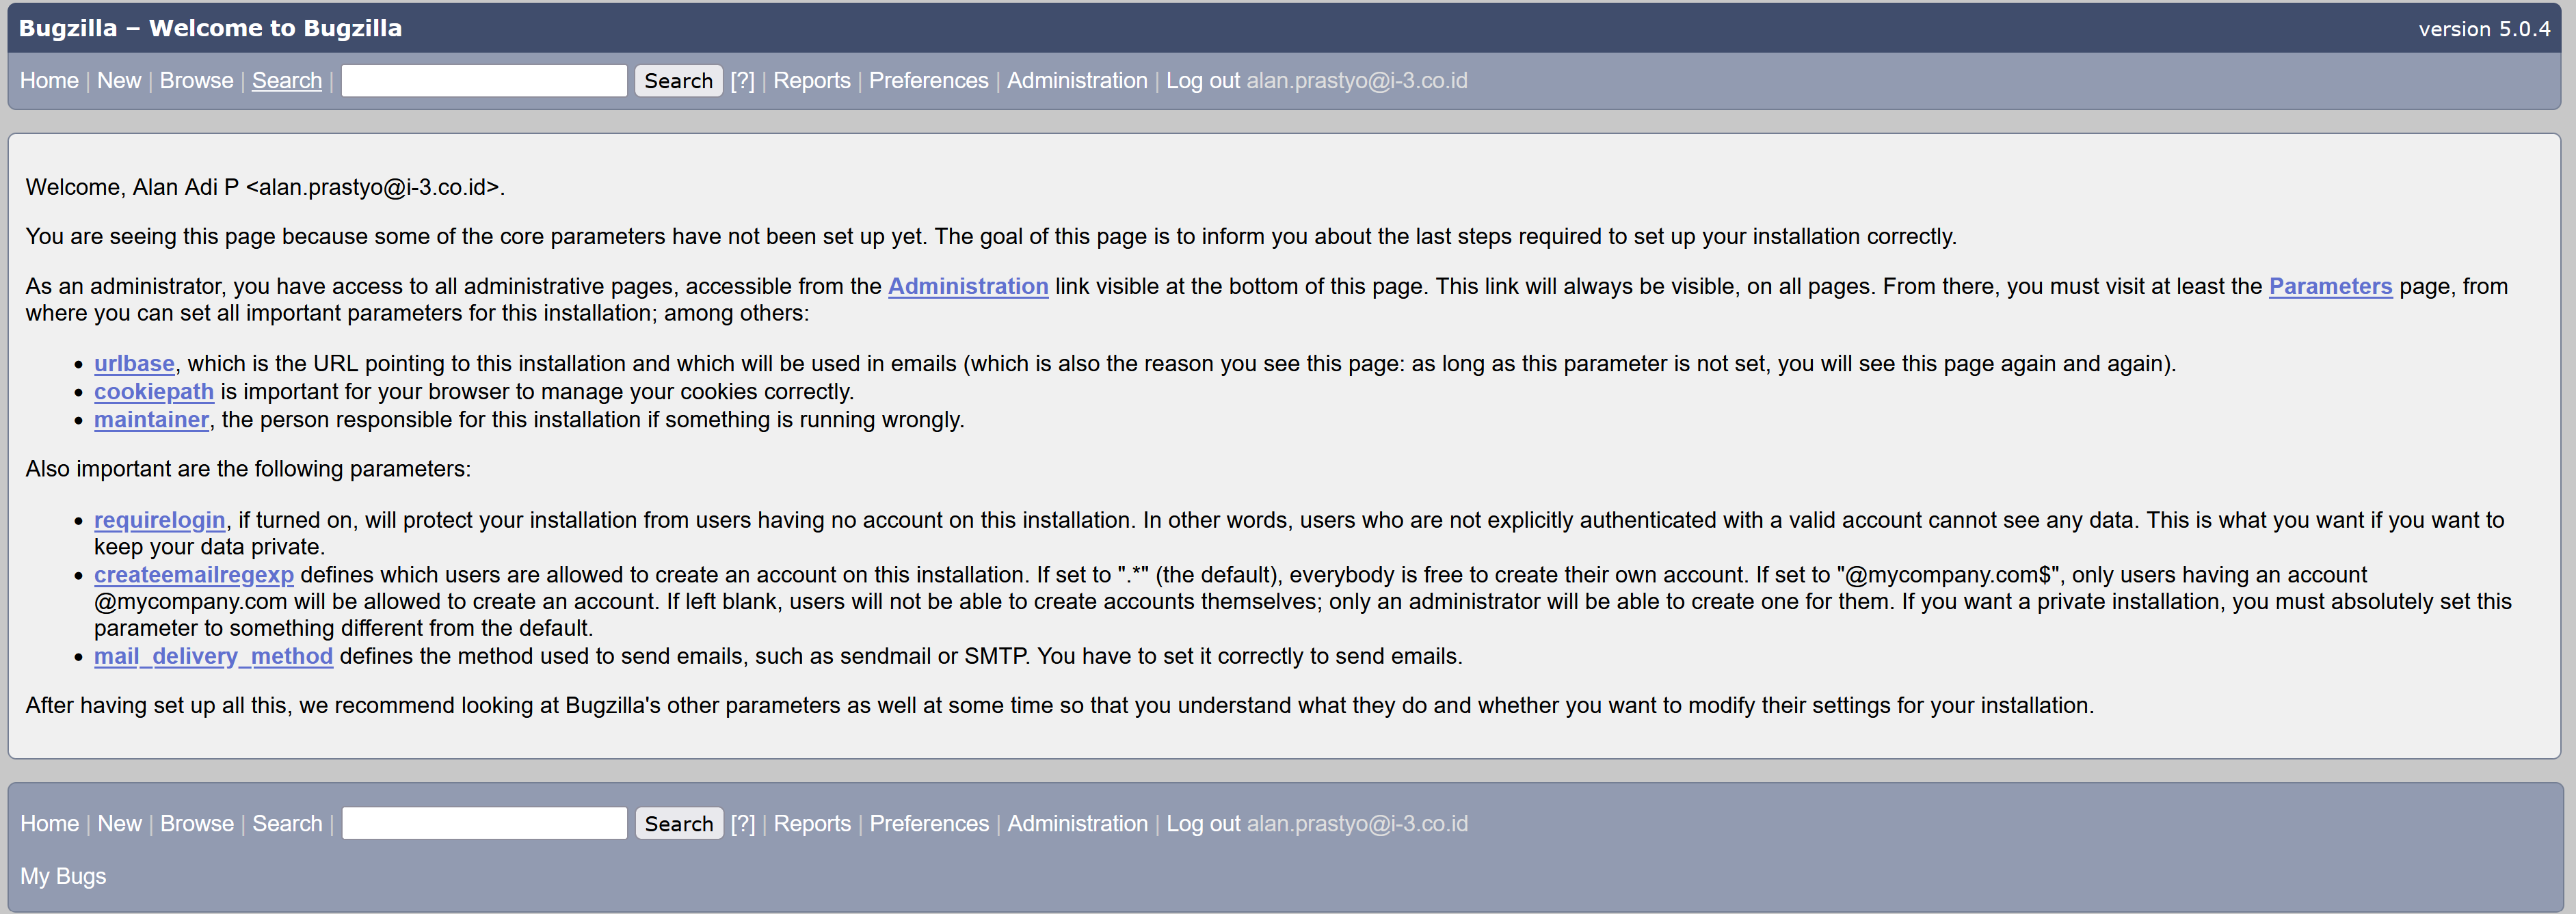 Bugzilla – Welcome to Bugzilla
version 5.0.4
Home | New | Browse | Search | Search [?] | Reports | Preferences | Administration | Log out alan.prastyo@i-3.co.id
Welcome, Alan Adi P <alan.prastyo@i-3.co.id>.
You are seeing this page because some of the core parameters have not been set up yet. The goal of this page is to inform you about the last steps required to set up your installation correctly.
As an administrator, you have access to all administrative pages, accessible from the Administration link visible at the bottom of this page. This link will always be visible, on all pages. From there, you must visit at least the Parameters page, from
where you can set all important parameters for this installation; among others:
• urlbase, which is the URL pointing to this installation and which will be used in emails (which is also the reason you see this page: as long as this parameter is not set, you will see this page again and again).
• cookiepath is important for your browser to manage your cookies correctly.
• maintainer, the person responsible for this installation if something is running wrongly.
Also important are the following parameters:
• requirelogin, if turned on, will protect your installation from users having no account on this installation. In other words, users who are not explicitly authenticated with a valid account cannot see any data. This is what you want if you want to
keep your data private.
• createemailregexp defines which users are allowed to create an account on this installation. If set to ".*" (the default), everybody is free to create their own account. If set to "@mycompany.com$", only users having an account
@mycompany.com will be allowed to create an account. If left blank, users will not be able to create accounts themselves; only an administrator will be able to create one for them. If you want a private installation, you must absolutely set this
parameter to something different from the default.
• mail_delivery_method defines the method used to send emails, such as sendmail or SMTP. You have to set it correctly to send emails.
After having set up all this, we recommend looking at Bugzilla's other parameters as well at some time so that you understand what they do and whether you want to modify their settings for your installation.
Home | New | Browse | Search | Search [?] | Reports | Preferences | Administration | Log out alan.prastyo@i-3.co.id
My Bugs